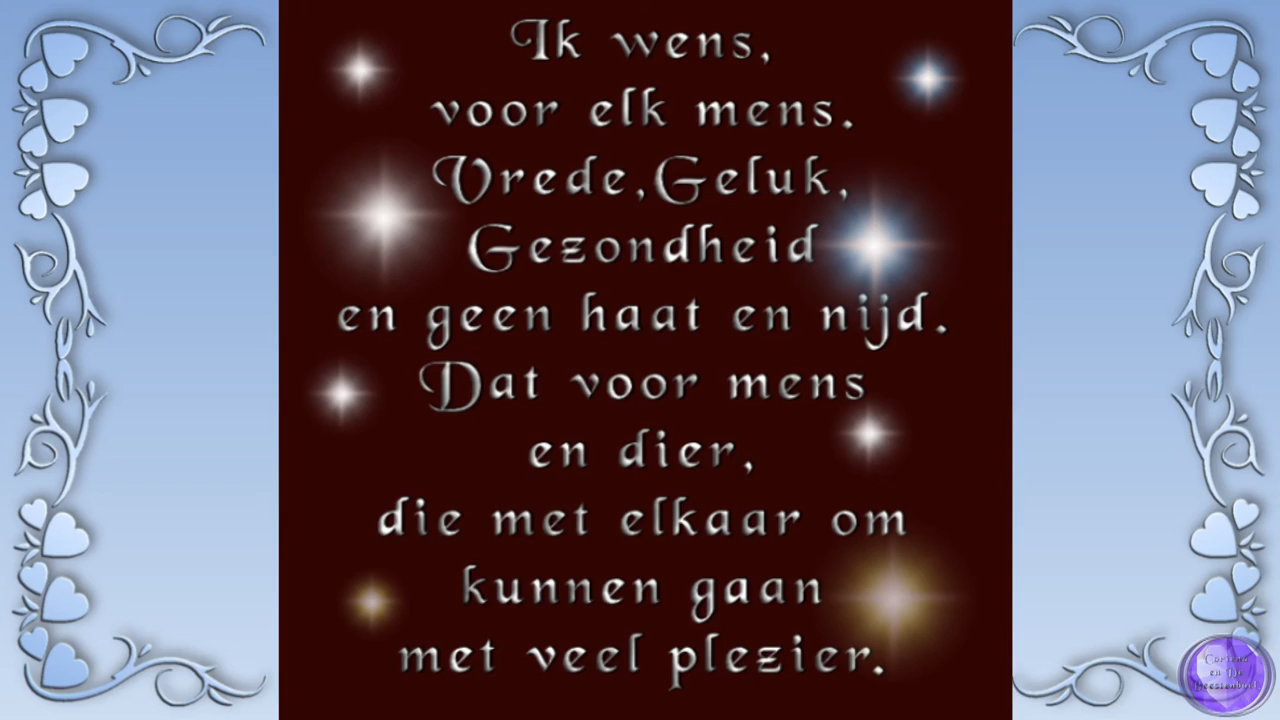 Ik wens,
voor elk mens.
Vrede,Geluk,
Gezondheid
en geen haat en nijd.
Dat voor mens
en dier,
die met elkaar om
kunnen gaan
met veel plezier.
en